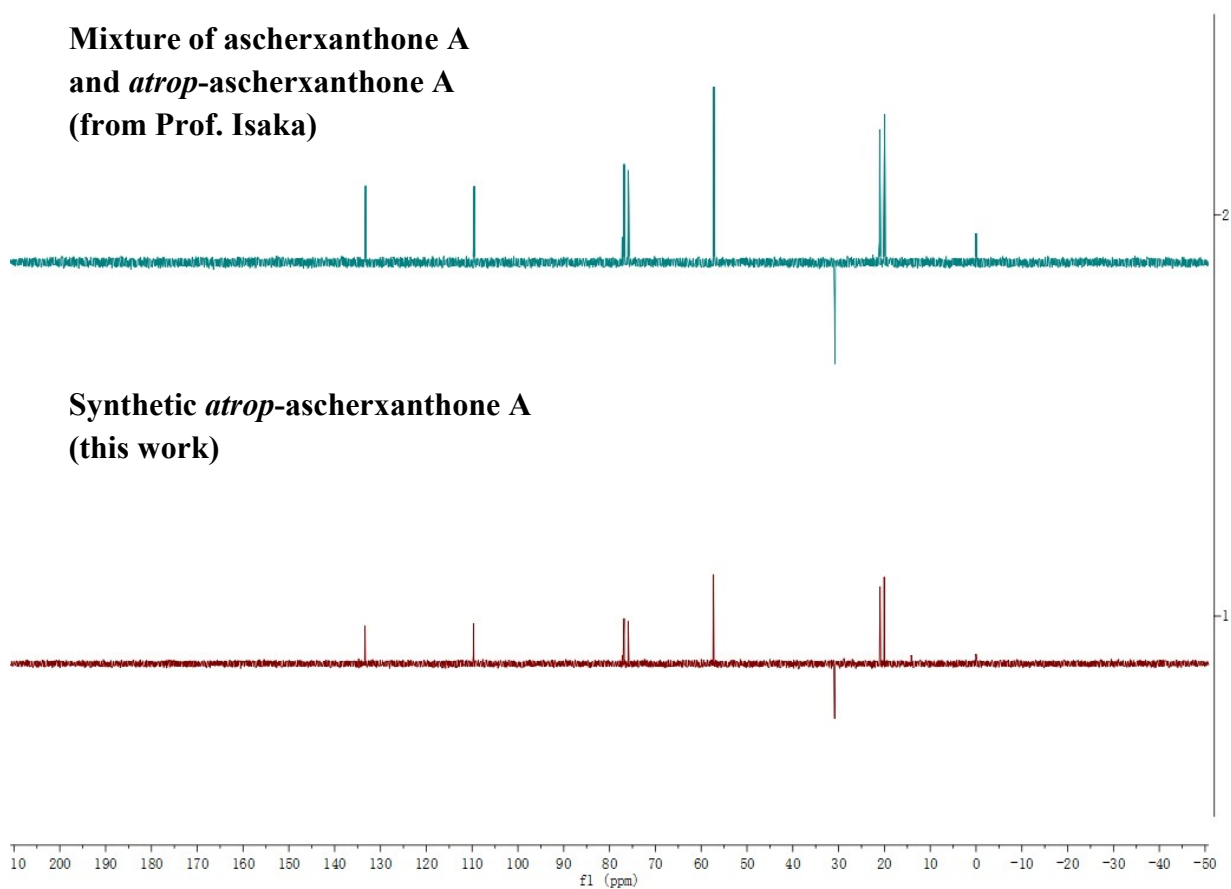 Mixture of ascherxanthone A
and atrop-ascherxanthone A
(from Prof. Isaka)
2
Synthetic atrop-ascherxanthone A
(this work)
1
10 200 190 180 170 160 150 140 130 120 110 100 90 80 70 60 50 40 30 20 10 0 -10 -20 -30 -40 -50
f1 (ppm)